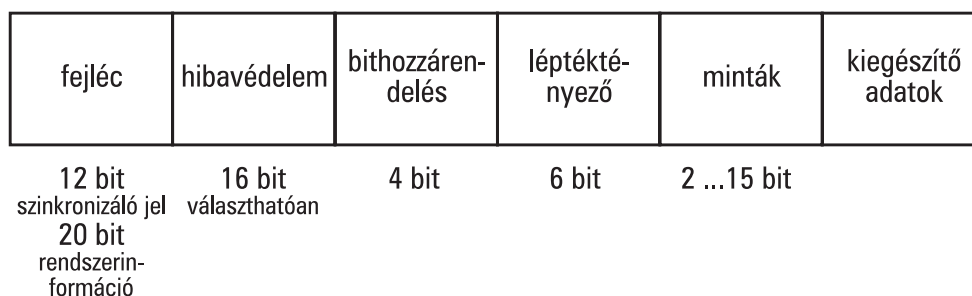 fejléc
hibavédelem
bithozzáren-
delés
léptékté-
nyező
minták
kiegészítő
adatok
12 bit
szinkronizáló jel
20 bit
rendszerin-
formáció
16 bit
választhatóan
4 bit
6 bit
2 ...15 bit